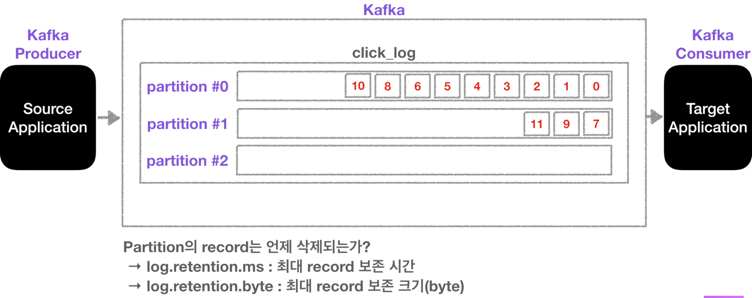 Kafka
Kafka Producer
Kafka Consumer
click_log
Source Application
Target Application
partition #0
10 8 6 5 4 3 2 1 0
partition #1
11 9 7
partition #2
Partition의 record는 언제 삭제되는가?
→ log.retention.ms : 최대 record 보존 시간
→ log.retention.byte : 최대 record 보존 크기(byte)